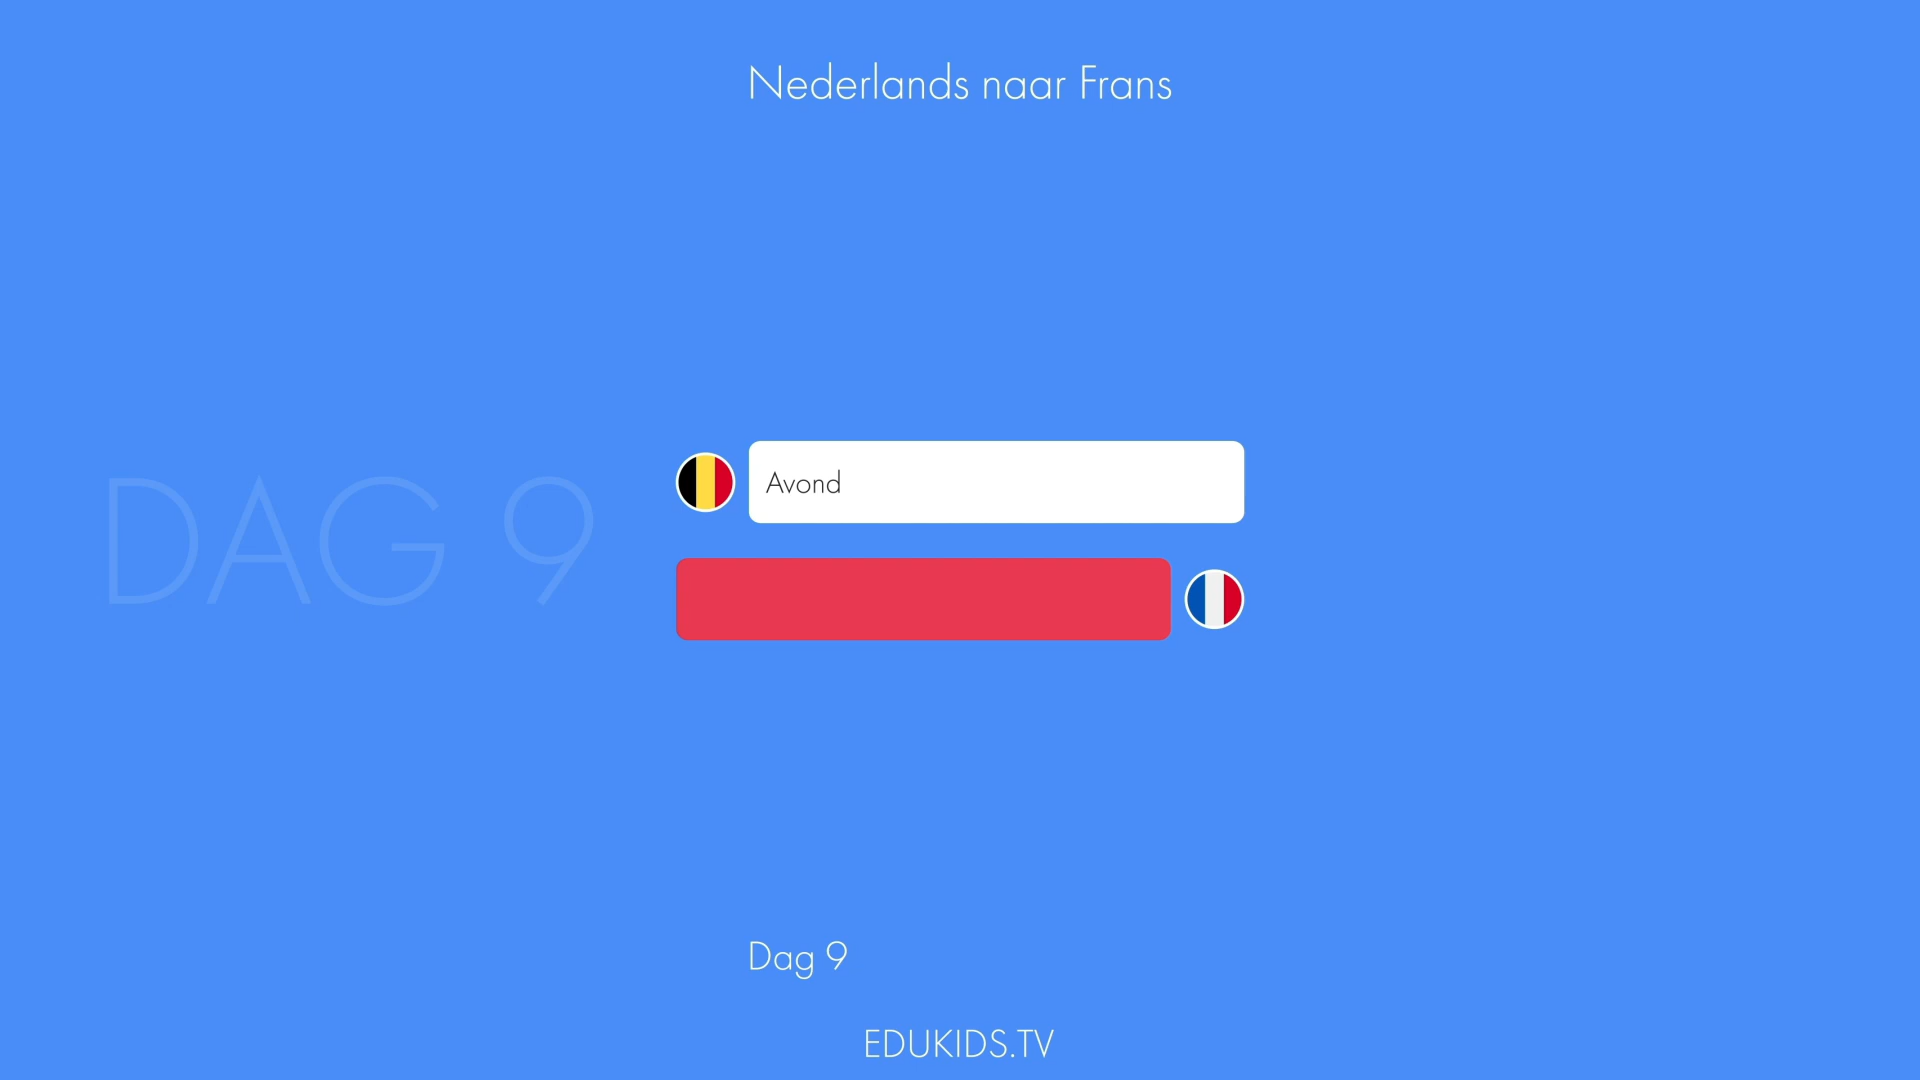 Nederlands naar Frans
DAG 9
Avond
Dag 9
EDUKIDS.TV